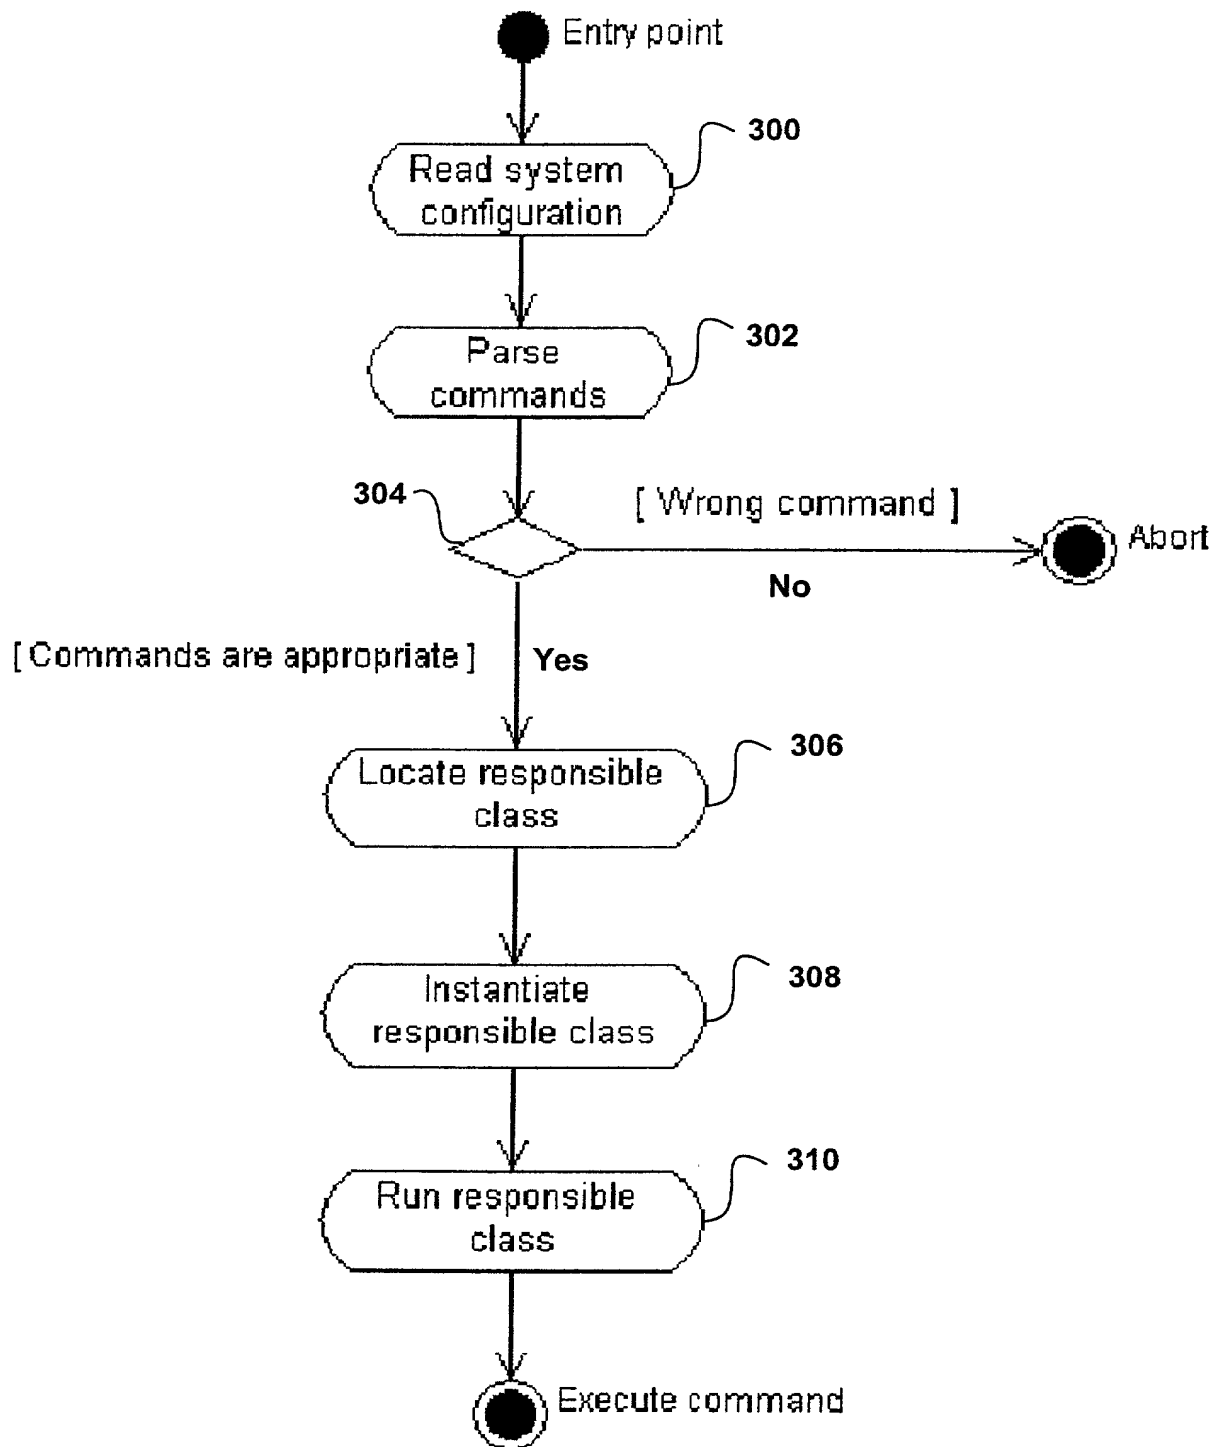 Entry point
300
Read system
configuration
302
Parse
commands
304
[ Wrong command ]
Abort
No
[ Commands are appropriate ]
Yes
306
Locate responsible
class
308
Instantiate
responsible class
310
Run responsible
class
Execute command